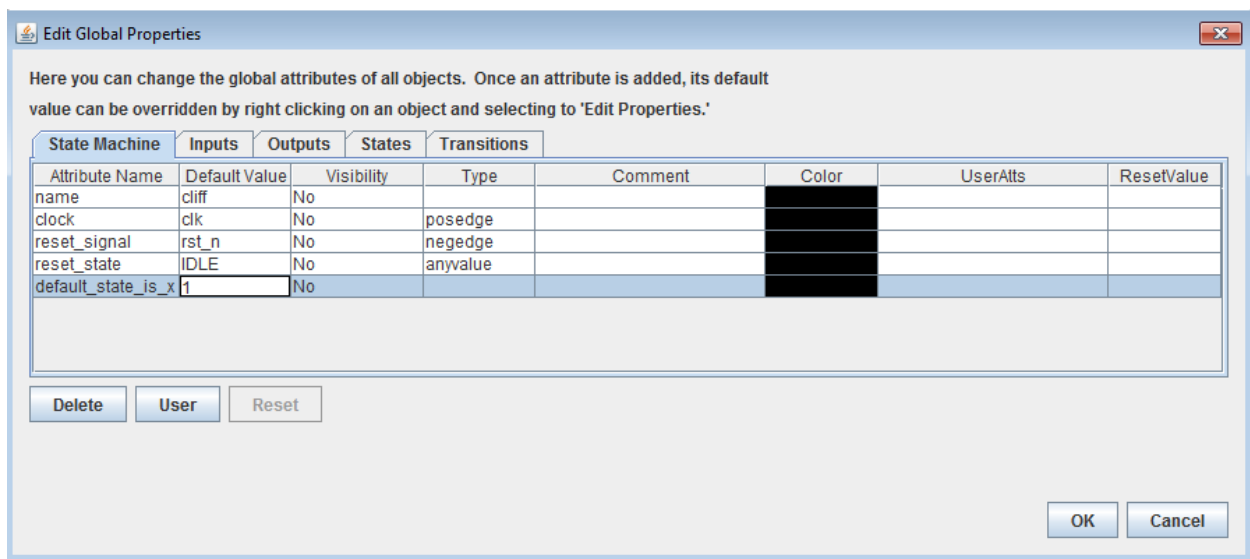 Edit Global Properties
Here you can change the global attributes of all objects. Once an attribute is added, its default
value can be overridden by right clicking on an object and selecting to 'Edit Properties.'
State Machine Inputs Outputs States Transitions
Attribute Name Default Value Visibility Type Comment Color UserAtts ResetValue
name cliff No
clock clk No posedge
reset_signal rst_n No negedge
reset_state IDLE No anyvalue
default_state_is_x 1 No
Delete User Reset
OK Cancel